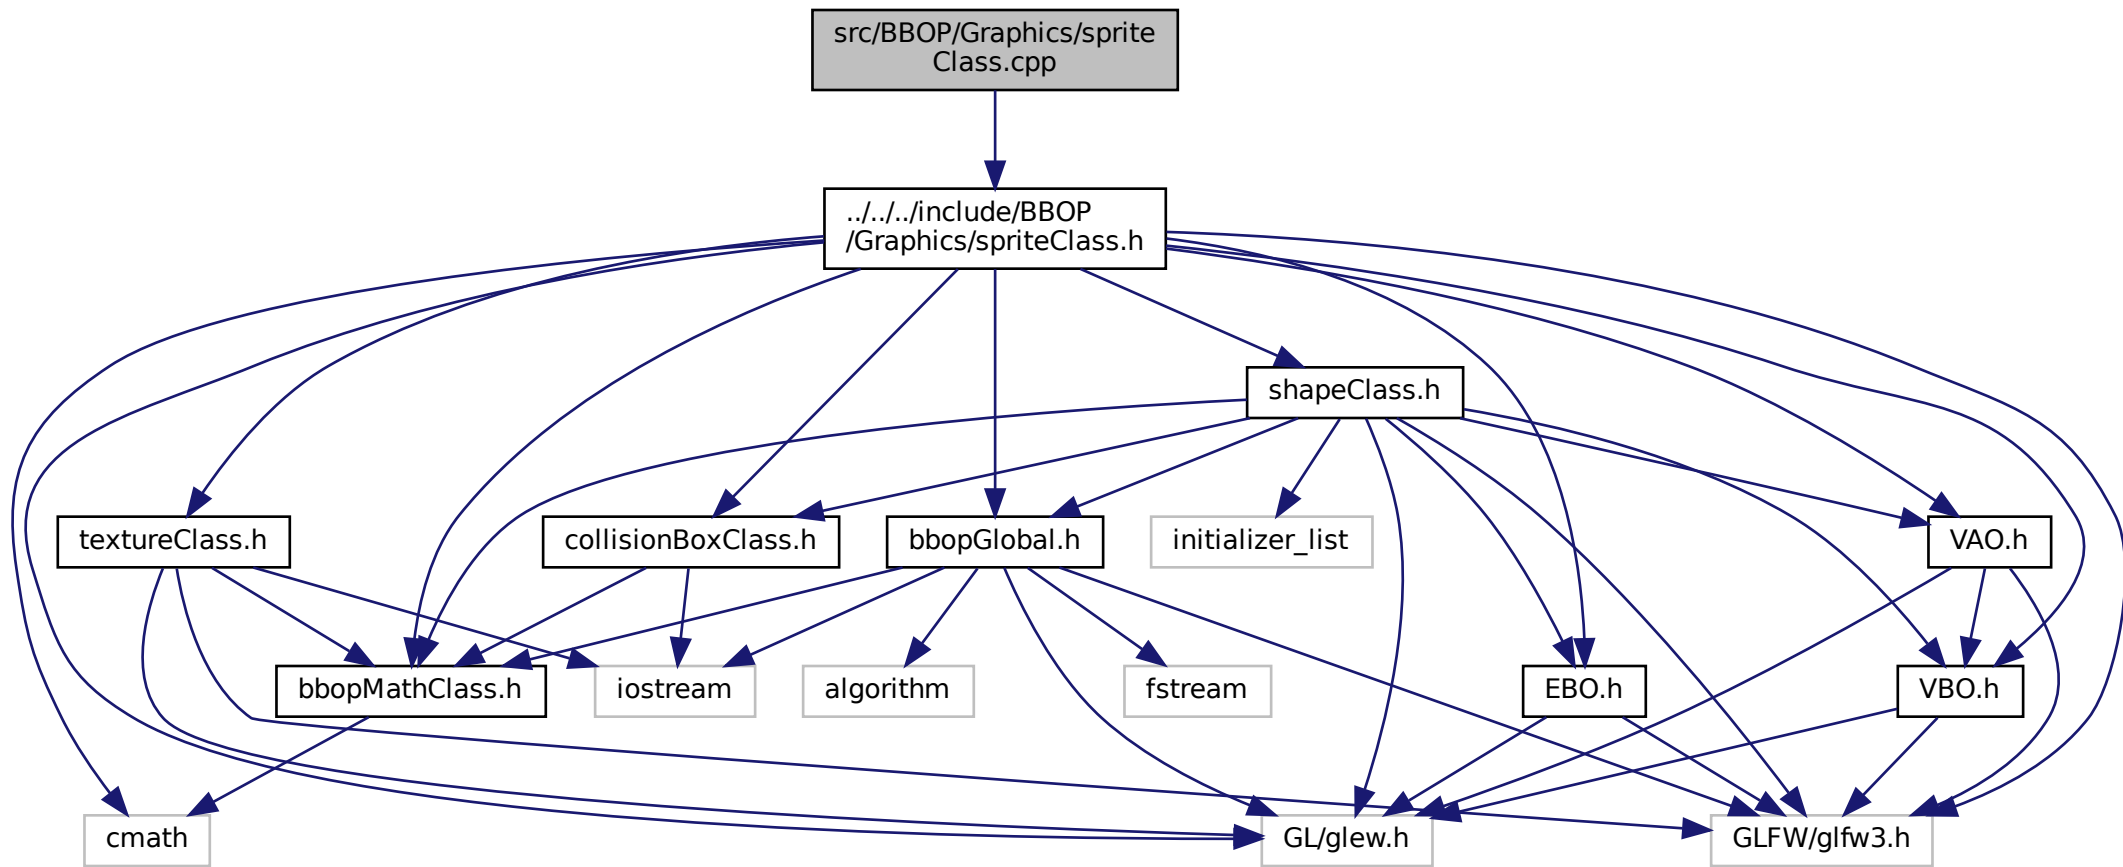 src/BBOP/Graphics/sprite
Class.cpp
../../../include/BBOP
/Graphics/spriteClass.h
shapeClass.h
textureClass.h
collisionBoxClass.h
bbopGlobal.h
initializer_list
VAO.h
bbopMathClass.h
iostream
algorithm
fstream
EBO.h
VBO.h
cmath
GL/glew.h
GLFW/glfw3.h